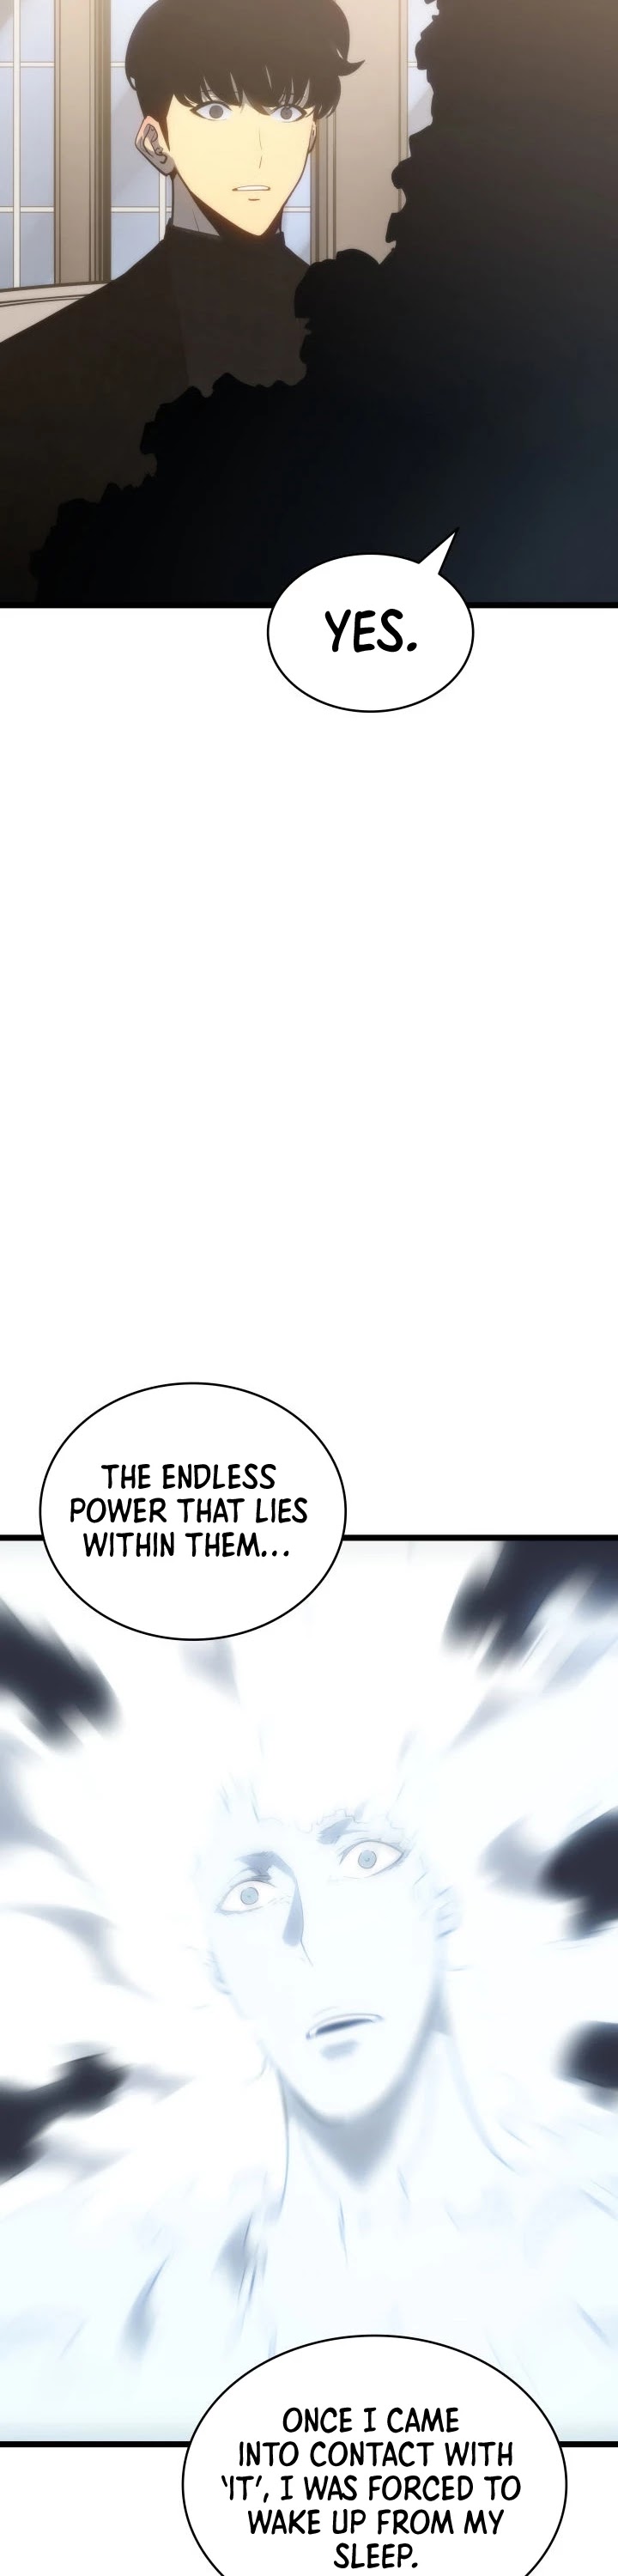 YES.
THE ENDLESS
POWER THAT LIES
WITHIN THEM...
ONCE I CAME
INTO CONTACT WITH
'IT', I WAS FORCED TO
WAKE UP FROM MY
SLEEP.